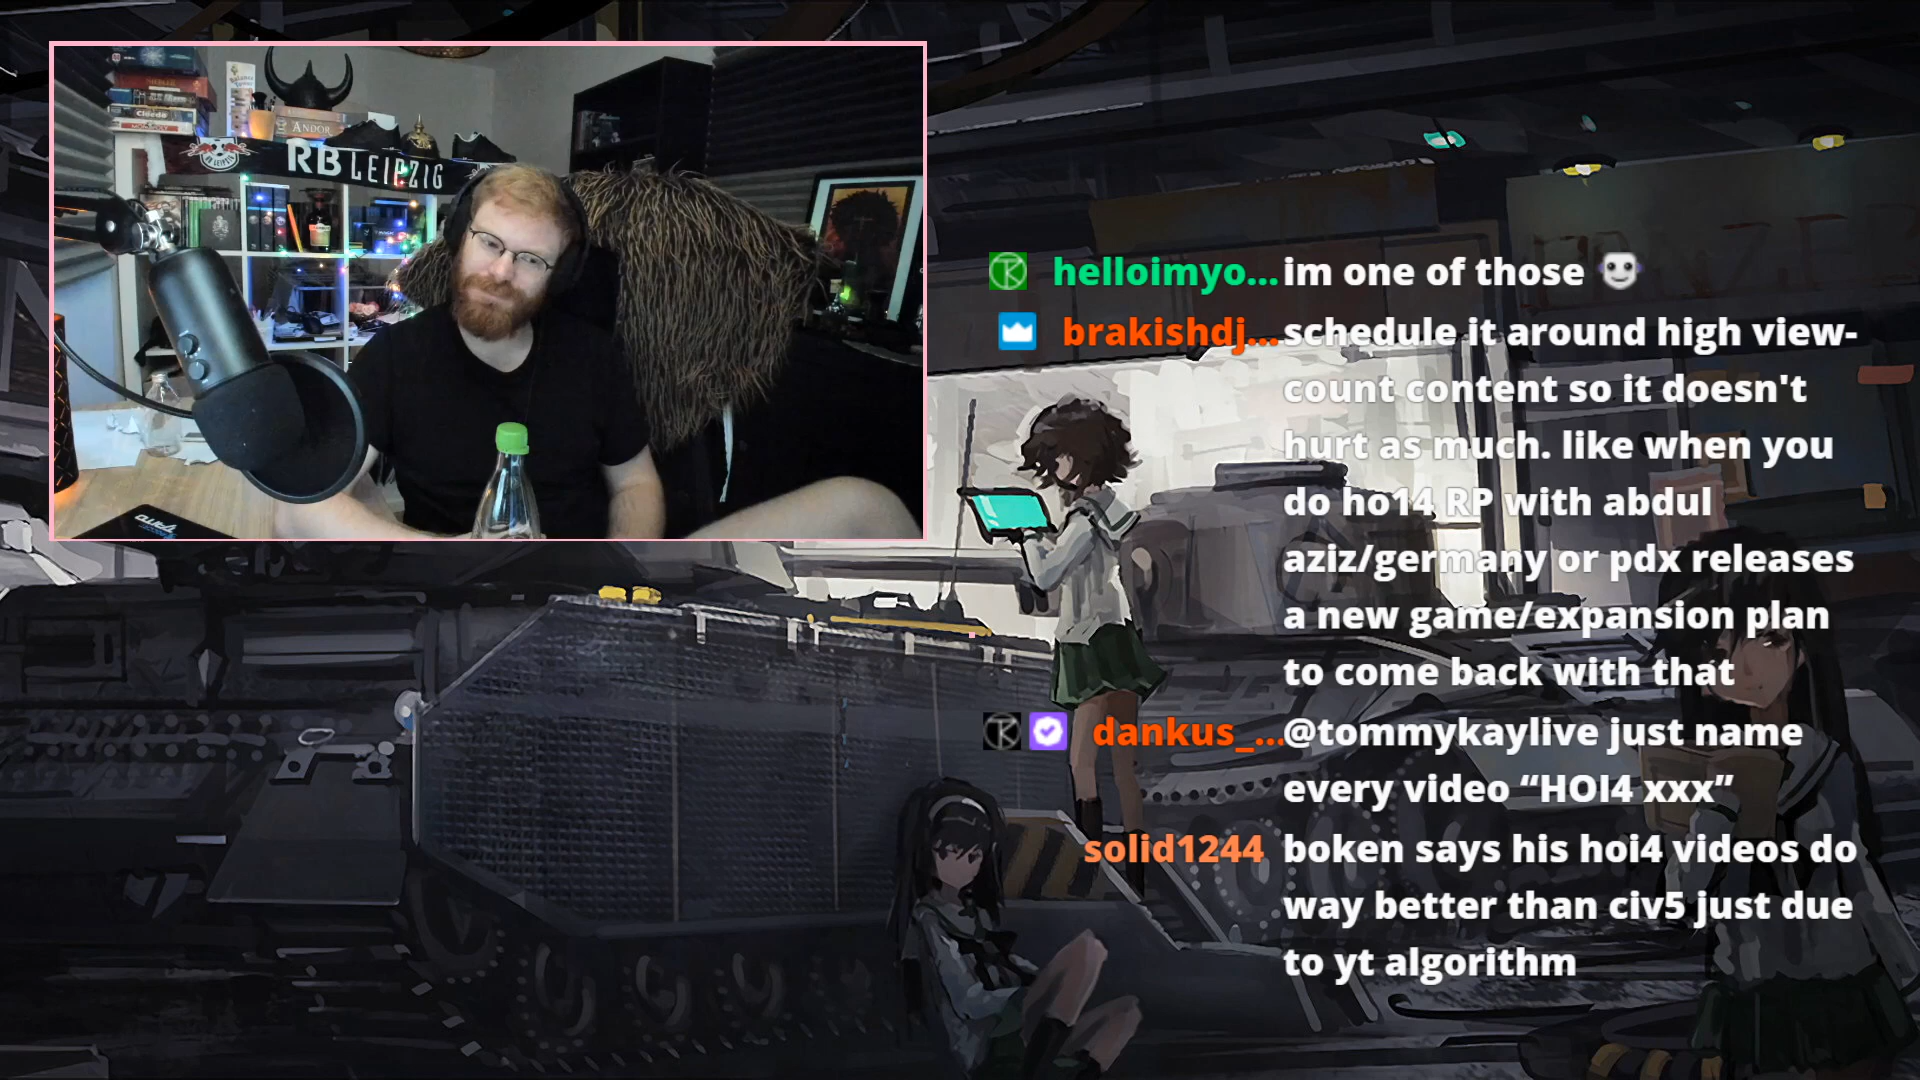 Cluedo
ANDOR
RB LEIPZIG
helloimyo... im one of those
brakishdj... schedule it around high view-
count content so it doesn't
hurt as much. like when you
do ho14 RP with abdul
aziz/germany or pdx releases
a new game/expansion plan
to come back with that
dankus_... @tommykaylive just name
every video “HOI4 xxx”
solid1244 boken says his hoi4 videos do
way better than civ5 just due
to yt algorithm